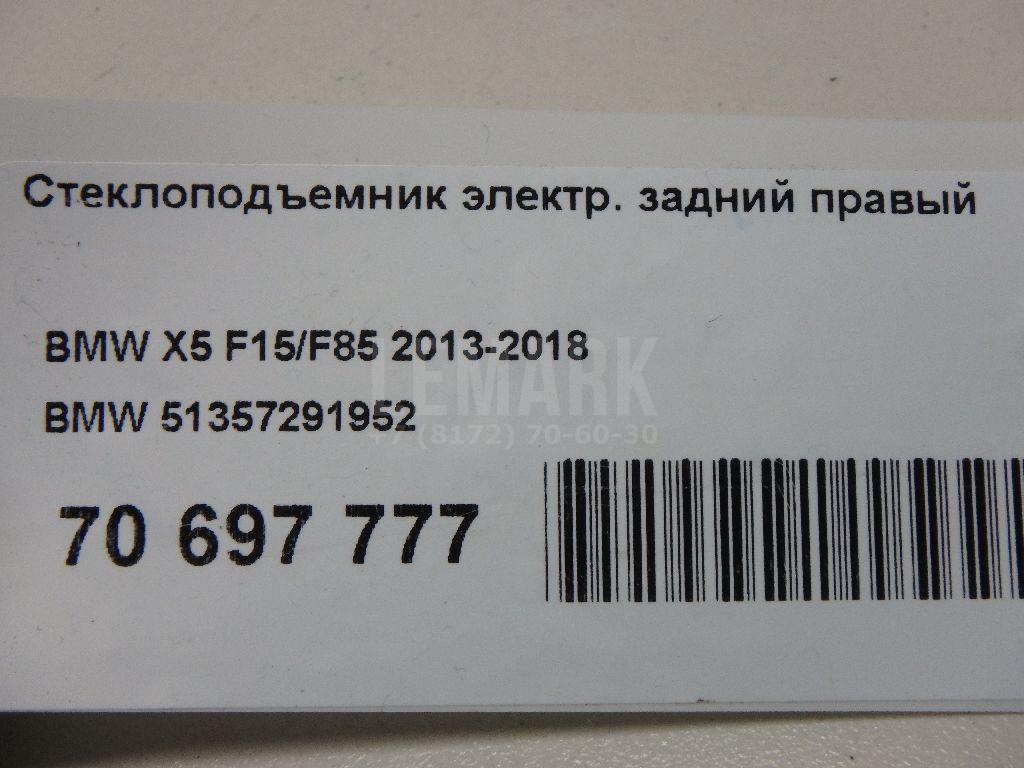 Стеклоподъемник электр. задний правый
BMW X5 F15/F85 2013-2018
LEMARK
BMW 51357291952
+7 (8172) 70-60-30
70 697 777